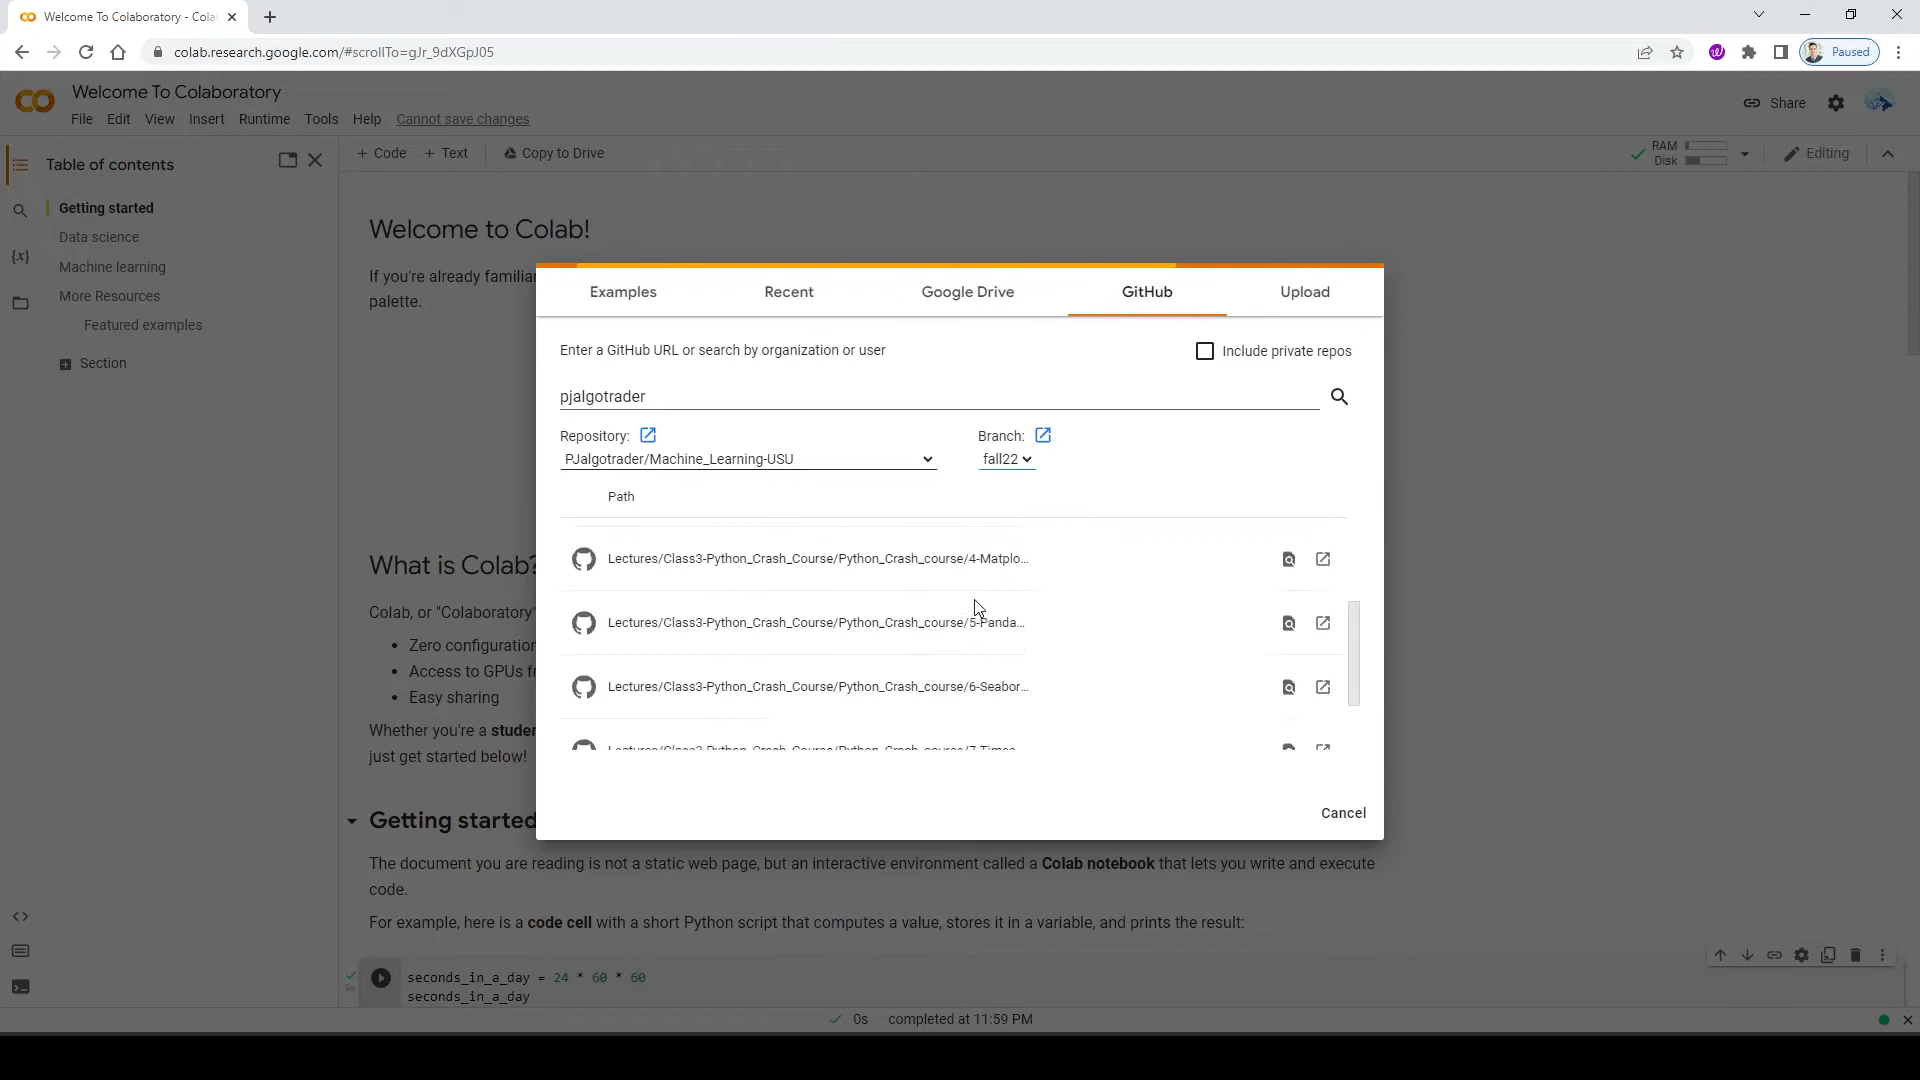 Welcome To Colaboratory - Cola
colab.research.google.com/#scrollTo=gJr_9dXGpJ05
Paused
Welcome To Colaboratory
File Edit View Insert Runtime Tools Help Cannot save changes
Share
Table of contents
+ Code + Text Copy to Drive
RAM
Disk
Editing
Getting started
Data science
Machine learning
More Resources
Featured examples
Section
Welcome to Colab!
If you're already familiar
palette.
What is Colab?
Colab, or "Colaboratory"
• Zero configuration
• Access to GPUs
• Easy sharing
Whether you're a
just get started below!
Examples Recent Google Drive GitHub Upload
Enter a GitHub URL or search by organization or user
Include private repos
pjalgotrader
Repository: Branch:
PJalgotrader/Machine_Learning-USU fall22
Path
Lectures/Class3-Python_Crash_Course/Python_Crash_course/4-Matplo...
Lectures/Class3-Python_Crash_Course/Python_Crash_course/5-Panda...
Lectures/Class3-Python_Crash_Course/Python_Crash_course/6-Seabor...
Lectures/Class3-Python_Crash_Course/Python_Crash_course/7-Times...
Cancel
Getting started
The document you are reading is not a static web page, but an interactive environment called a Colab notebook that lets you write and execute
code.
For example, here is a code cell with a short Python script that computes a value, stores it in a variable, and prints the result:
0s
seconds_in_a_day = 24 * 60 * 60
seconds_in_a_day
0s completed at 11:59 PM